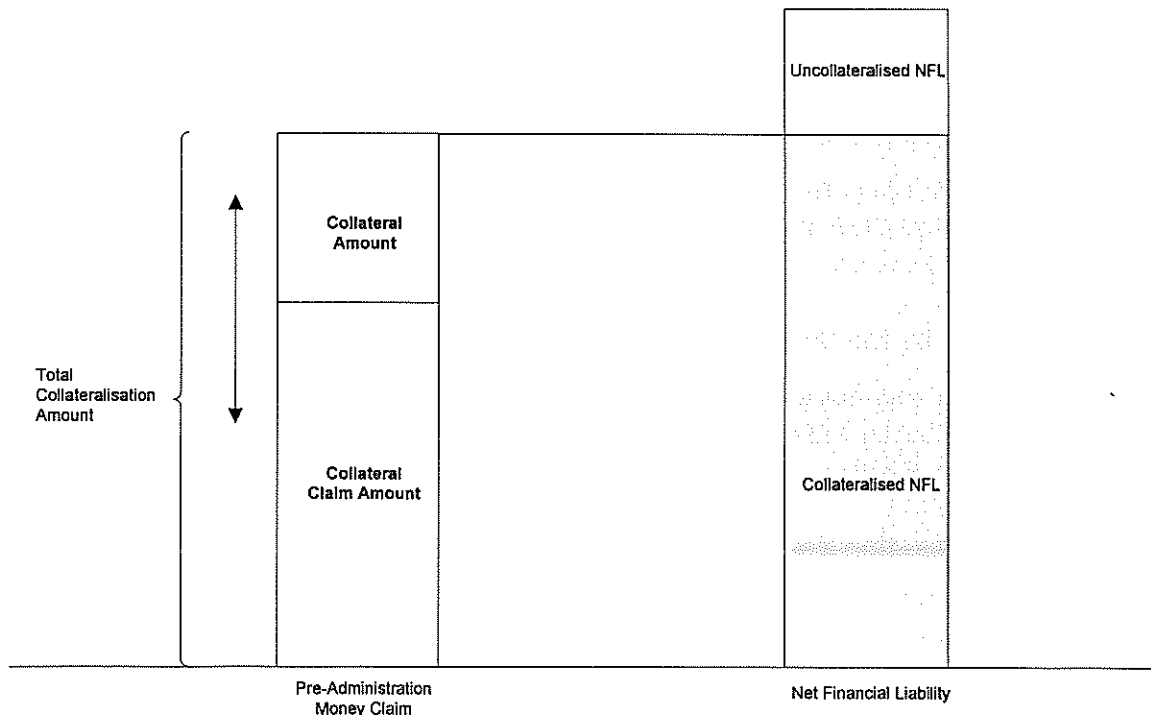 Uncollateralised NFL
Collateral
Amount
Total
Collateralisation
Amount
Collateral
Claim Amount
Collateralised NFL
Pre-Administration
Money Claim
Net Financial Liability